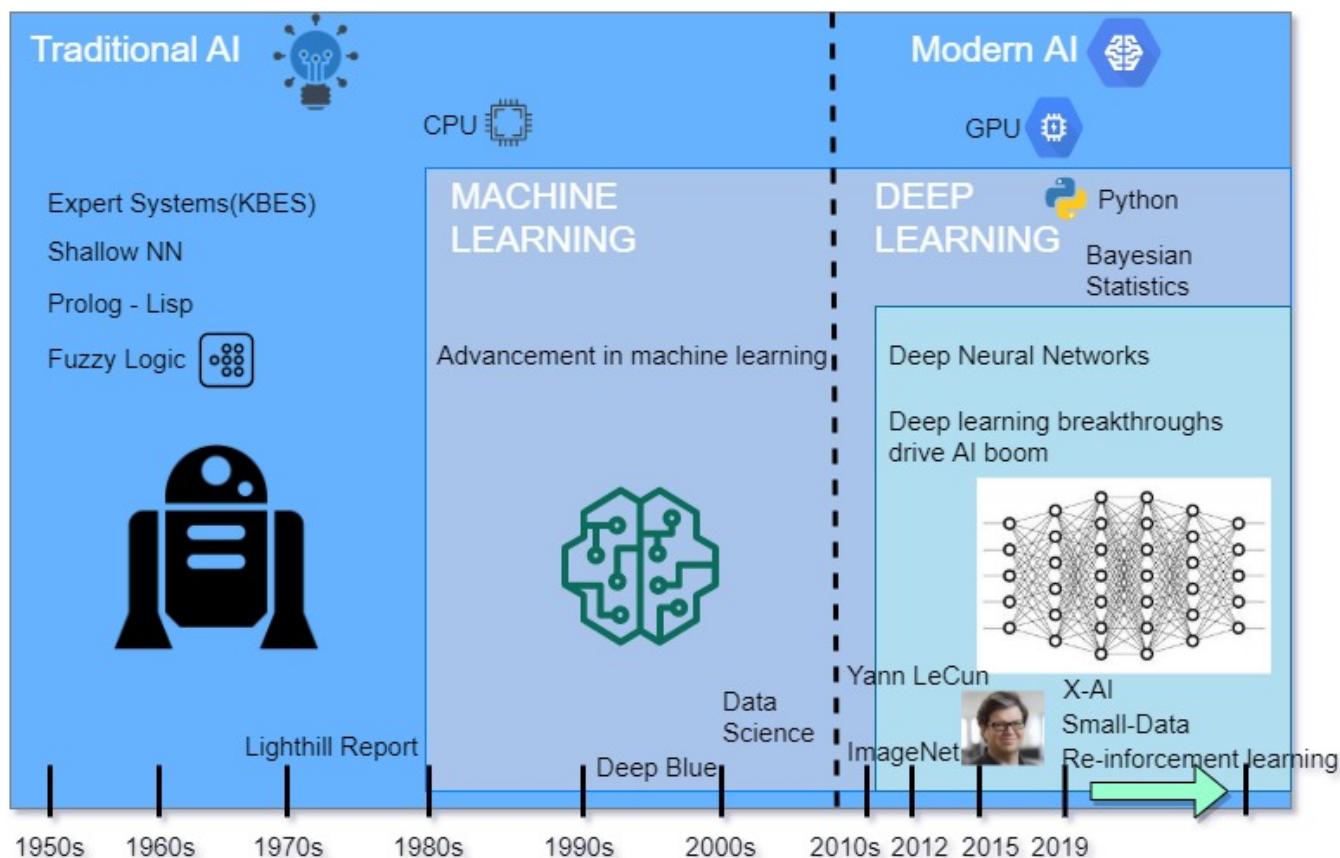 Traditional AI
Modern AI
CPU
GPU
Expert Systems(KBES)
Shallow NN
Prolog - Lisp
Fuzzy Logic
MACHINE
LEARNING
Advancement in machine learning
DEEP
LEARNING
Python
Bayesian
Statistics
Deep Neural Networks
Deep learning breakthroughs
drive AI boom
Lighthill Report
Deep Blue
Data
Science
Yann LeCun
ImageNet
X-AI
Small-Data
Re-inforcement learning
1950s 1960s 1970s 1980s 1990s 2000s 2010s 2012 2015 2019